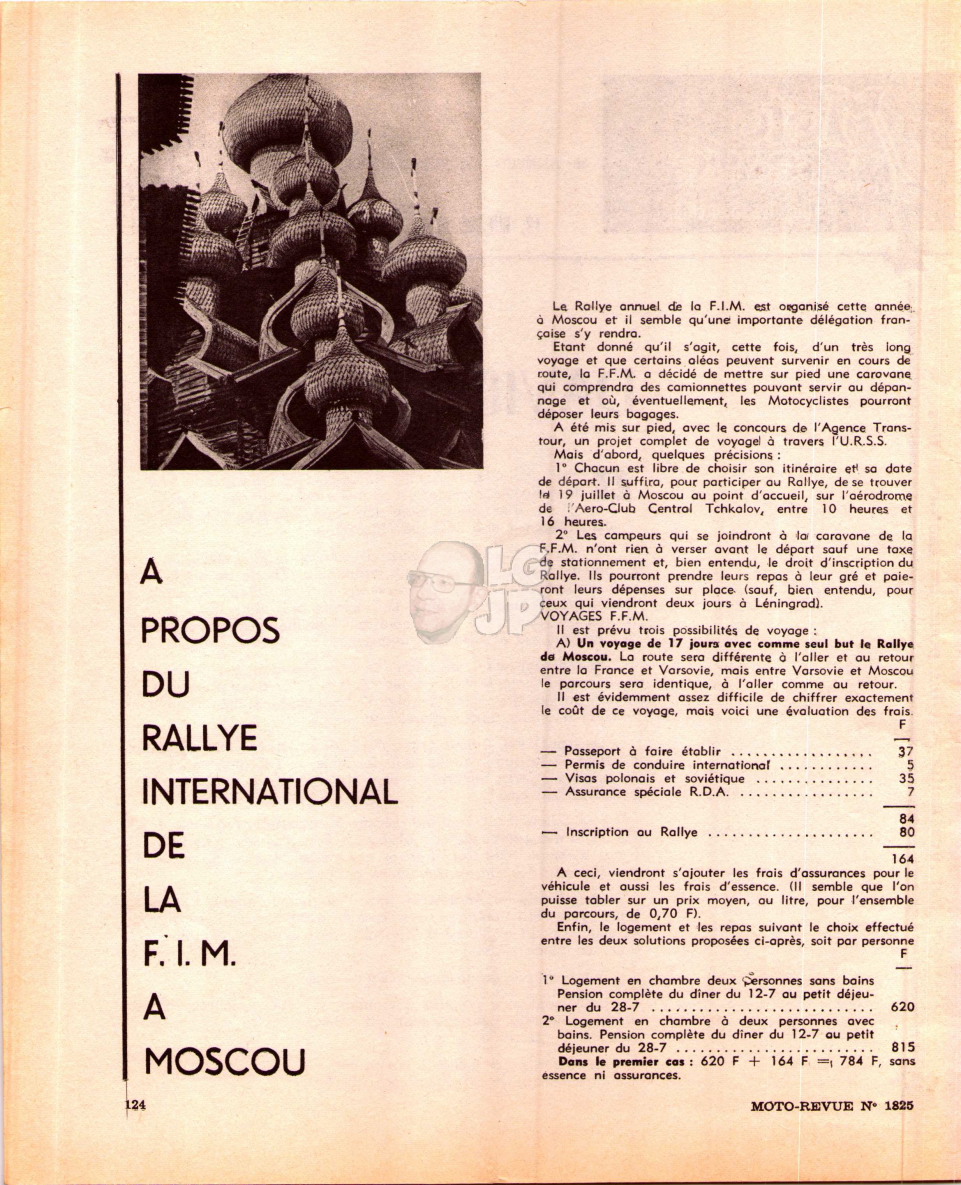 A
PROPOS
DU
RALLYE
INTERNATIONAL
DE
LA
F. I. M.
A
MOSCOU
Le Rallye annuel de la F.I.M. est organisé cette année,
à Moscou et il semble qu'une importante délégation fran-
çaise s'y rendra.
Etant donné qu'il s'agit, cette fois, d'un très long
voyage et que certains aléas peuvent survenir en cours de
route, la F.F.M. a décidé de mettre sur pied une caravane
qui comprendra des camionnettes pouvant servir au dépan-
nage et où, éventuellement, les Motocyclistes pourront
déposer leurs bagages.
A été mis sur pied, avec le concours de l'Agence Trans-
tour, un projet complet de voyage à travers l'U.R.S.S.
Mais d'abord, quelques précisions :
1° Chacun est libre de choisir son itinéraire et sa date
de départ. Il suffira, pour participer au Rallye, de se trouver
le 19 juillet à Moscou au point d'accueil, sur l'aérodrome
de l'Aero-Club Central Tchkalov, entre 10 heures et
16 heures.
2° Les campeurs qui se joindront à la caravane de la
F.F.M. n'ont rien à verser avant le départ sauf une taxe
de stationnement et, bien entendu, le droit d'inscription du
Rallye. Ils pourront prendre leurs repas à leur gré et paie-
ront leurs dépenses sur place (sauf, bien entendu, pour
ceux qui viendront deux jours à Léningrad).
VOYAGES F.F.M.
Il est prévu trois possibilités de voyage :
A) Un voyage de 17 jours avec comme seul but le Rallye
de Moscou. La route sera différente à l'aller et au retour
entre la France et Varsovie, mais entre Varsovie et Moscou
le parcours sera identique, à l'aller comme au retour.
Il est évidemment assez difficile de chiffrer exactement
le coût de ce voyage, mais voici une évaluation des frais.
F
— Passeport à faire établir .................. 37
— Permis de conduire international ............ 5
— Visas polonais et soviétique ............... 35
— Assurance spéciale R.D.A. ................. 7
84
— Inscription au Rallye ..................... 80
164
A ceci, viendront s'ajouter les frais d'assurances pour le
véhicule et aussi les frais d'essence. (Il semble que l'on
puisse tabler sur un prix moyen, au litre, pour l'ensemble
du parcours, de 0,70 F).
Enfin, le logement et les repas suivant le choix effectué
entre les deux solutions proposées ci-après, soit par personne
F
1° Logement en chambre deux personnes sans bains
Pension complète du dîner du 12-7 au petit déjeu-
ner du 28-7 ............................ 620
2° Logement en chambre à deux personnes avec
bains. Pension complète du dîner du 12-7 au petit
déjeuner du 28-7 ......................... 815
Dans le premier cas : 620 F + 164 F = 784 F, sans
essence ni assurances.
124
MOTO-REVUE N° 1825
LG
JP